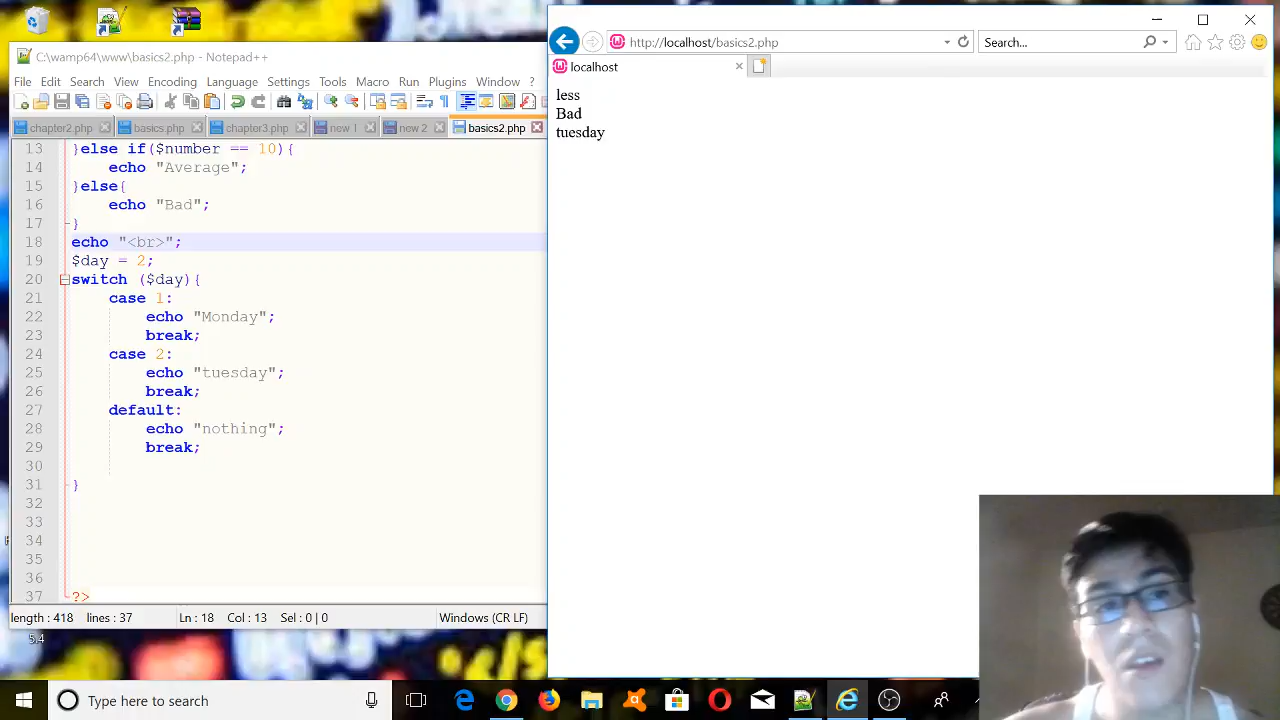 C:\wamp64\www\basics2.php - Notepad++
File Edit Search View Encoding Language Settings Tools Macro Run Plugins Window ?
chapter2.php basics.php chapter3.php new 1 new 2 basics2.php
13 }else if($number == 10){
14 echo "Average";
15 }else{
16 echo "Bad";
17 }
18 echo "<br>";
19 $day = 2;
20 switch ($day){
21 case 1:
22 echo "Monday";
23 break;
24 case 2:
25 echo "tuesday";
26 break;
27 default:
28 echo "nothing";
29 break;
30
31 }
32
33
34
35
36
37 ?>
length : 418 lines : 37 Ln : 18 Col : 13 Sel : 0 | 0 Windows (CR LF)
5.4
http://localhost/basics2.php
Search...
localhost
less
Bad
tuesday
Type here to search